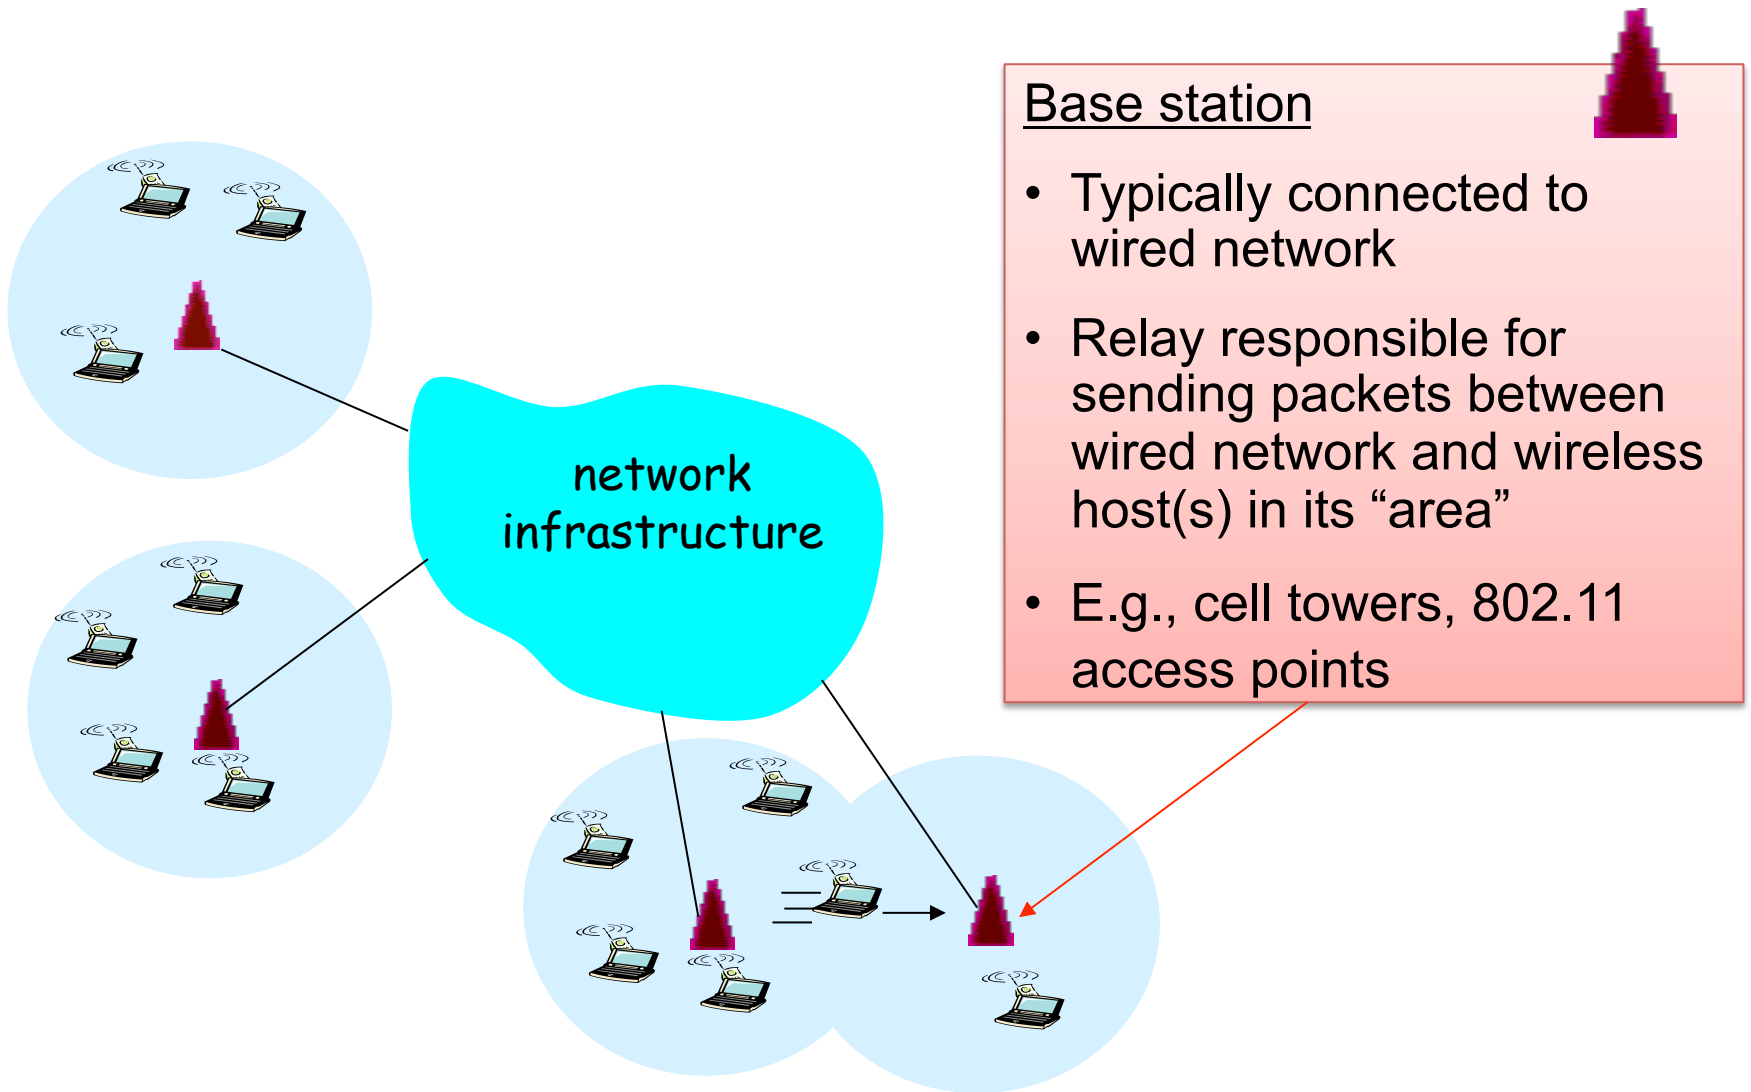 Base station
• Typically connected to
wired network
• Relay responsible for
sending packets between
wired network and wireless
host(s) in its “area”
• E.g., cell towers, 802.11
access points
network
infrastructure